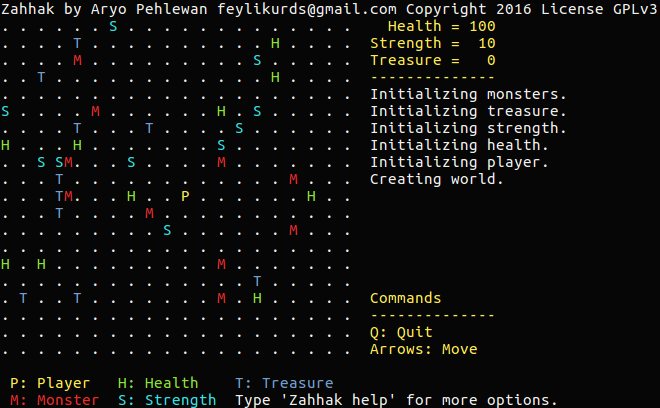 Zahhak by Aryo Pehlewan feylikurds@gmail.com Copyright 2016 License GPLv3
. . . . . . S . . . . . . . . . . . . .    Health = 100
. . . . T . . . . . . . . . . H . . . .  Strength =  10
. . . . M . . . . . . . . . S . . . . .  Treasure =   0
. . T . . . . . . . . . . . . H . . . .  --------------
. . . . . . . . . . . . . . . . . . . .  Initializing monsters.
S . . . . M . . . . . . H . S . . . . .  Initializing treasure.
. . . . T . . . T . . . . S . . . . . .  Initializing strength.
H . . . H . . . . . . . S . . . . . . .  Initializing health.
. . S SM. . . S . . . . M . . . . . . .  Initializing player.
. . . T . . . . . . . . . . . . M . . .  Creating world.
. . . TM. . . H . . P . . . . . . H . .
. . . T . . . . M . . . . . . . . . . .
. . . . . . . . . S . . . . . . M . . .
. . . . . . . . . . . . . . . . . . . .
H . H . . . . . . . . . M . . . . . . .
. . . . . . . . . . . . . . T . . . . .
. T . . T . . . . . . . M . H . . . . .  Commands
. . . . . . . . . . . . . . . . . . . .  --------------
. . . . . . . . . . . . . . . . . . . .  Q: Quit
. . . . . . . . . . . . . . . . . . . .  Arrows: Move
P: Player   H: Health    T: Treasure
M: Monster  S: Strength  Type 'Zahhak help' for more options.